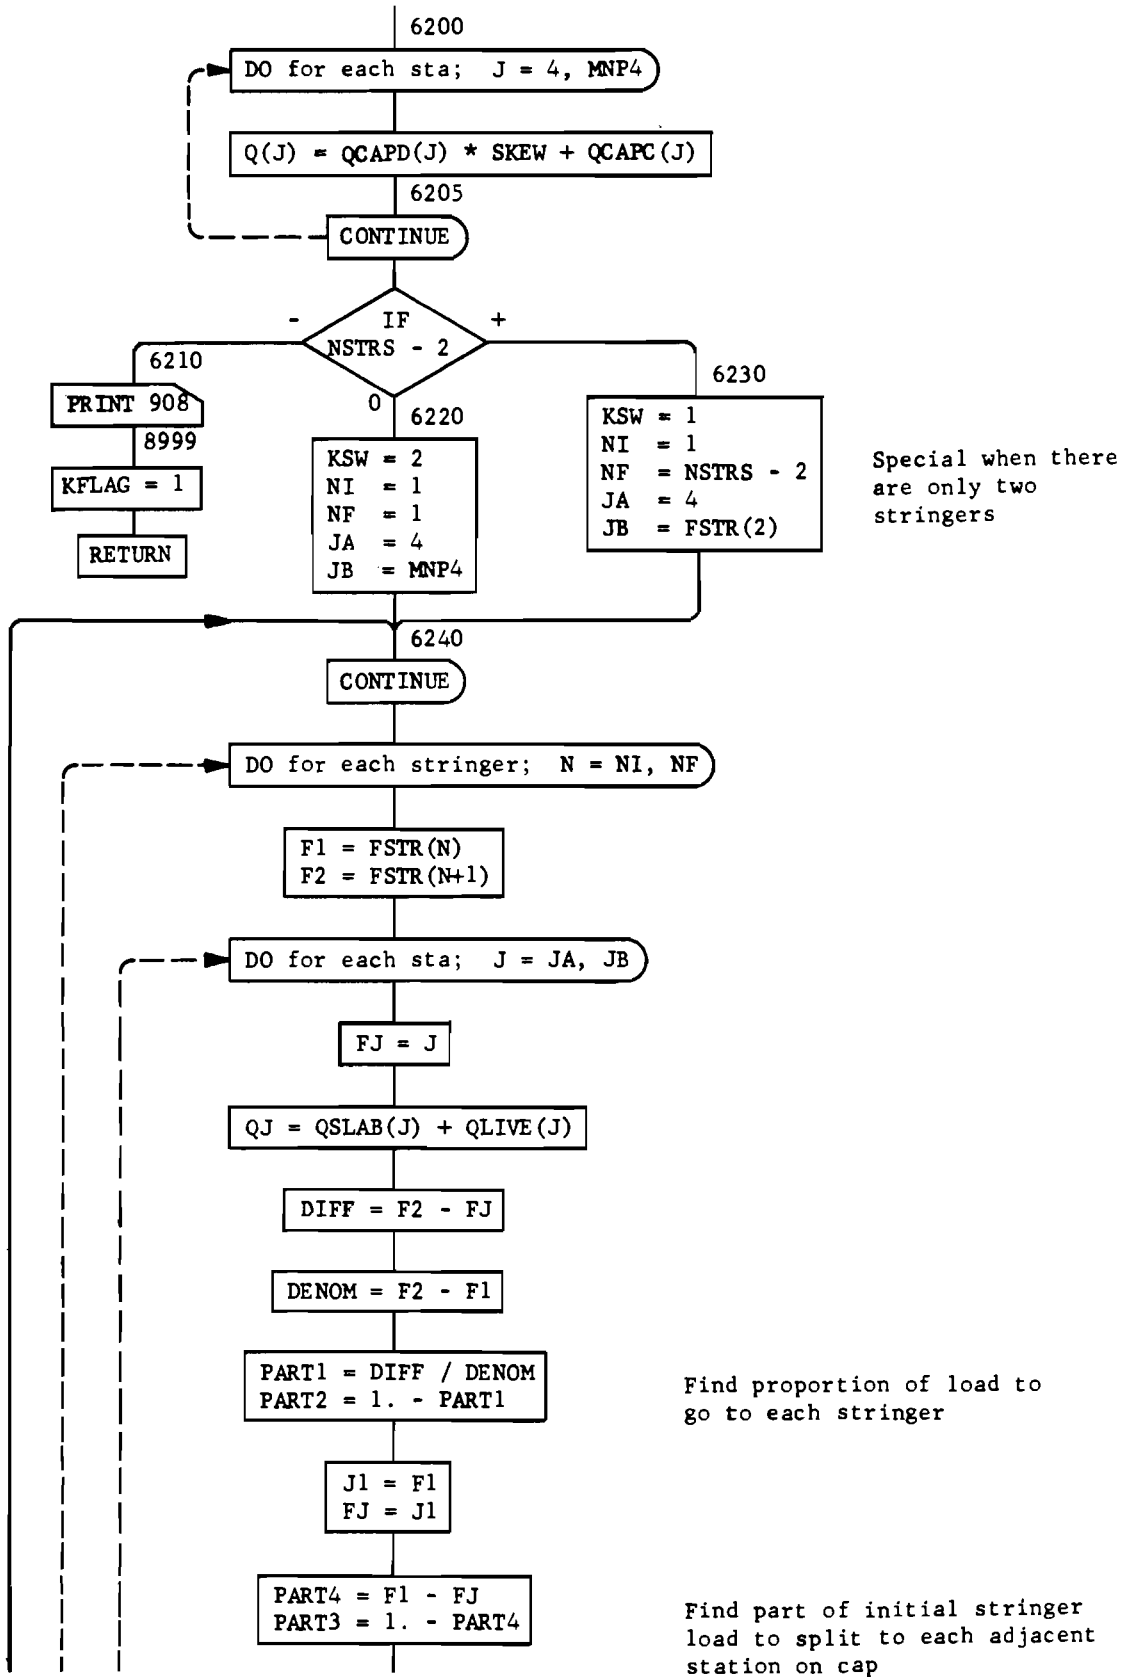 6200
DO for each sta; J = 4, MNP4
Q(J) = QCAPD(J) * SKEW + QCAPC(J)
6205
CONTINUE
- IF +
NSTRS - 2
0
6210
PRINT 908
8999
KFLAG = 1
RETURN
6220
KSW = 2
NI = 1
NF = 1
JA = 4
JB = MNP4
6230
KSW = 1
NI = 1
NF = NSTRS - 2
JA = 4
JB = FSTR(2)
Special when there
are only two
stringers
6240
CONTINUE
DO for each stringer; N = NI, NF
F1 = FSTR(N)
F2 = FSTR(N+1)
DO for each sta; J = JA, JB
FJ = J
QJ = QSLAB(J) + QLIVE(J)
DIFF = F2 - FJ
DENOM = F2 - F1
PART1 = DIFF / DENOM
PART2 = 1. - PART1
Find proportion of load to
go to each stringer
J1 = F1
FJ = J1
PART4 = F1 - FJ
PART3 = 1. - PART4
Find part of initial stringer
load to split to each adjacent
station on cap